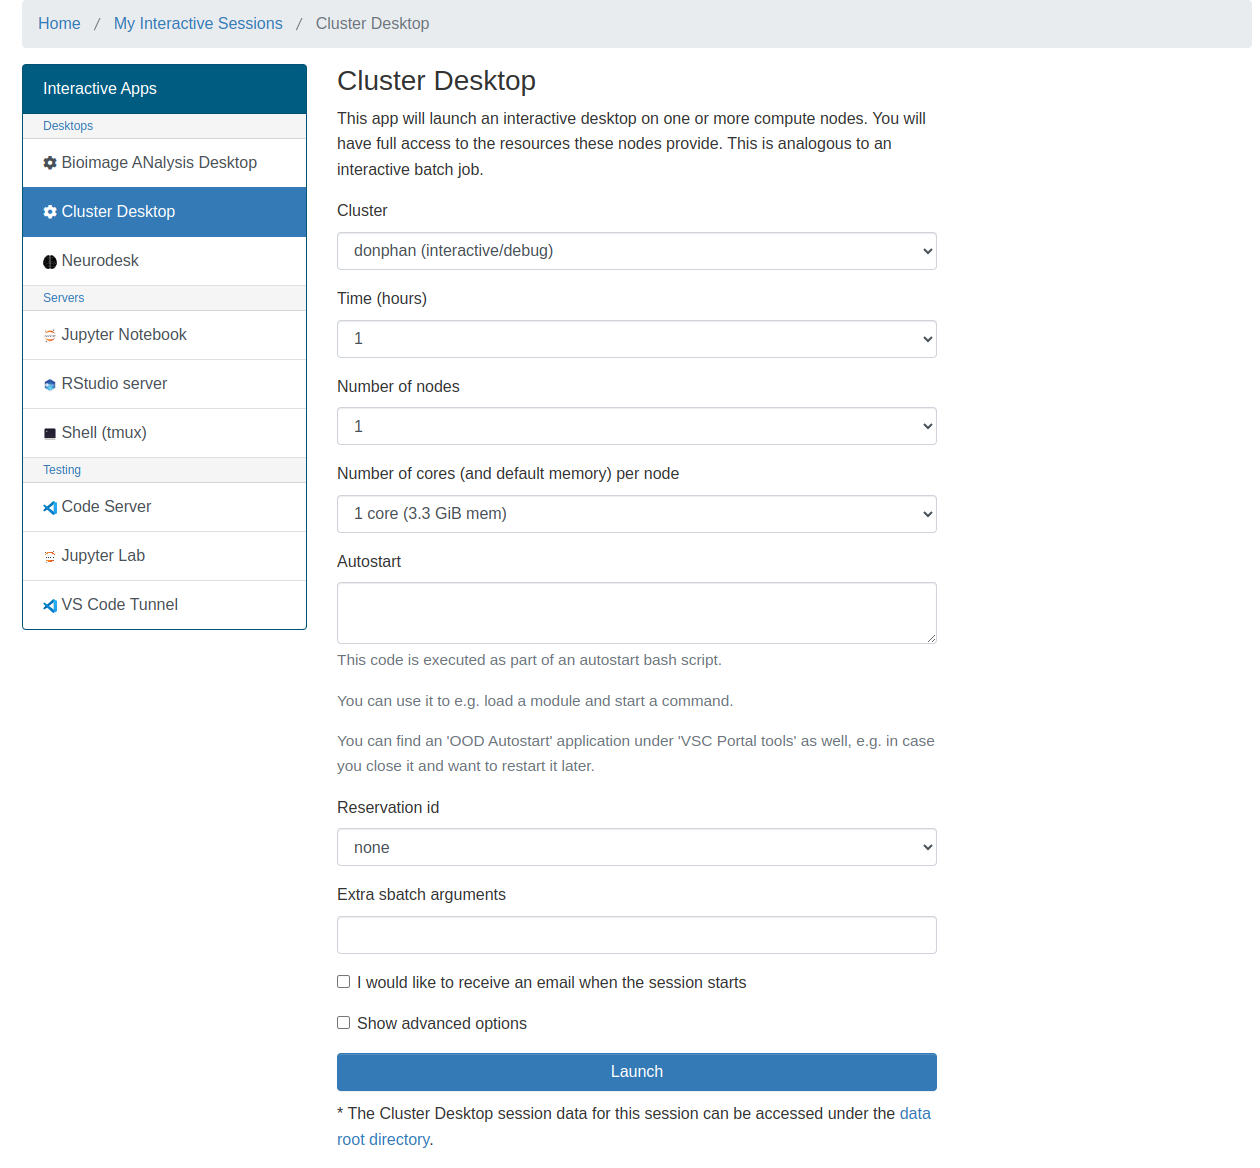 Home / My Interactive Sessions / Cluster Desktop
Interactive Apps
Desktops
Bioimage ANalysis Desktop
Cluster Desktop
Neurodesk
Servers
Jupyter Notebook
RStudio server
Shell (tmux)
Testing
Code Server
Jupyter Lab
VS Code Tunnel
Cluster Desktop
This app will launch an interactive desktop on one or more compute nodes. You will
have full access to the resources these nodes provide. This is analogous to an
interactive batch job.
Cluster
donphan (interactive/debug)
Time (hours)
1
Number of nodes
1
Number of cores (and default memory) per node
1 core (3.3 GiB mem)
Autostart
This code is executed as part of an autostart bash script.
You can use it to e.g. load a module and start a command.
You can find an 'OOD Autostart' application under 'VSC Portal tools' as well, e.g. in case
you close it and want to restart it later.
Reservation id
none
Extra sbatch arguments
I would like to receive an email when the session starts
Show advanced options
Launch
* The Cluster Desktop session data for this session can be accessed under the data
root directory.